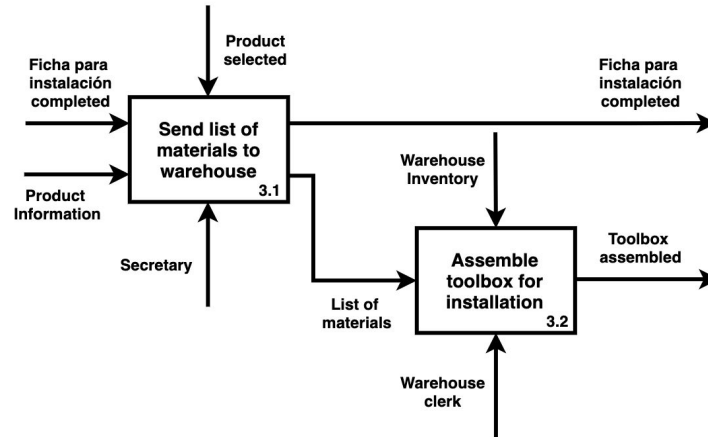 Ficha para
instalación
completed
Product
selected
Ficha para
instalación
completed
Send list of
materials to
warehouse
3.1
Product
Information
Warehouse
Inventory
Secretary
List of
materials
Assemble
toolbox for
installation
3.2
Toolbox
assembled
Warehouse
clerk